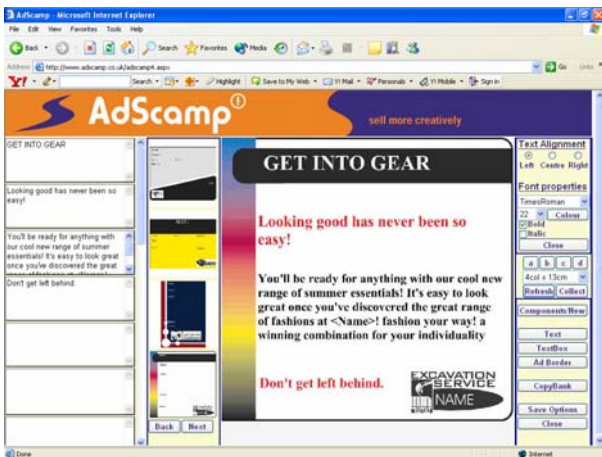 AdScamp - Microsoft Internet Explorer
File Edit View Favorites Tools Help
Back Search Favorites Media
Address http://www.adscamp.co.uk/adscamp4.aspx Go Links
Y! Search Highlight Save to My Web Y! Mail Personals Y! Mobile Sign In
AdScamp
sell more creatively
GET INTO GEAR
Looking good has never been so
easy!
You'll be ready for anything with
our cool new range of summer
essentials! It's easy to look great
once you've discovered the great
Don't get left behind.
Back Next
GET INTO GEAR
Looking good has never been so
easy!
You'll be ready for anything with our cool new
range of summer essentials! It's easy to look
great once you've discovered the great range
of fashions at <Name>! fashion your way! a
winning combination for your individuality
Don't get left behind.
EXCAVATION
SERVICE
NAME
Text Alignment
Left Centre Right
Font properties
TimesRoman
22 Colour
Bold
Italic
Close
a b c d
4col x 13cm
Refresh Collect
Components New
Text
TextBox
Ad Border
CopyBank
Save Options
Close
Done Internet